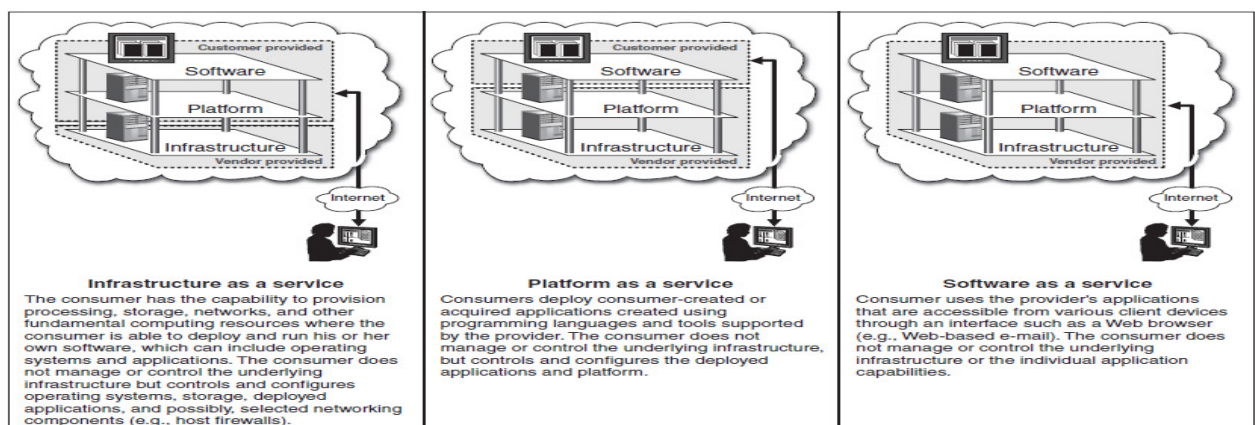 Customer provided
Software
Platform
Infrastructure
Vendor provided
Internet
Infrastructure as a service
The consumer has the capability to provision
processing, storage, networks, and other
fundamental computing resources where the
consumer is able to deploy and run his or her
own software, which can include operating
systems and applications. The consumer does
not manage or control the underlying
infrastructure but controls and configures
operating systems, storage, deployed
applications, and possibly, selected networking
components (e.g., host firewalls).
Customer provided
Software
Platform
Infrastructure
Vendor provided
Internet
Platform as a service
Consumers deploy consumer-created or
acquired applications created using
programming languages and tools supported
by the provider. The consumer does not
manage or control the underlying infrastructure,
but controls and configures the deployed
applications and platform.
Software
Platform
Infrastructure
Vendor provided
Internet
Software as a service
Consumer uses the provider's applications
that are accessible from various client devices
through an interface such as a Web browser
(e.g., Web-based e-mail). The consumer does
not manage or control the underlying
infrastructure or the individual application
capabilities.